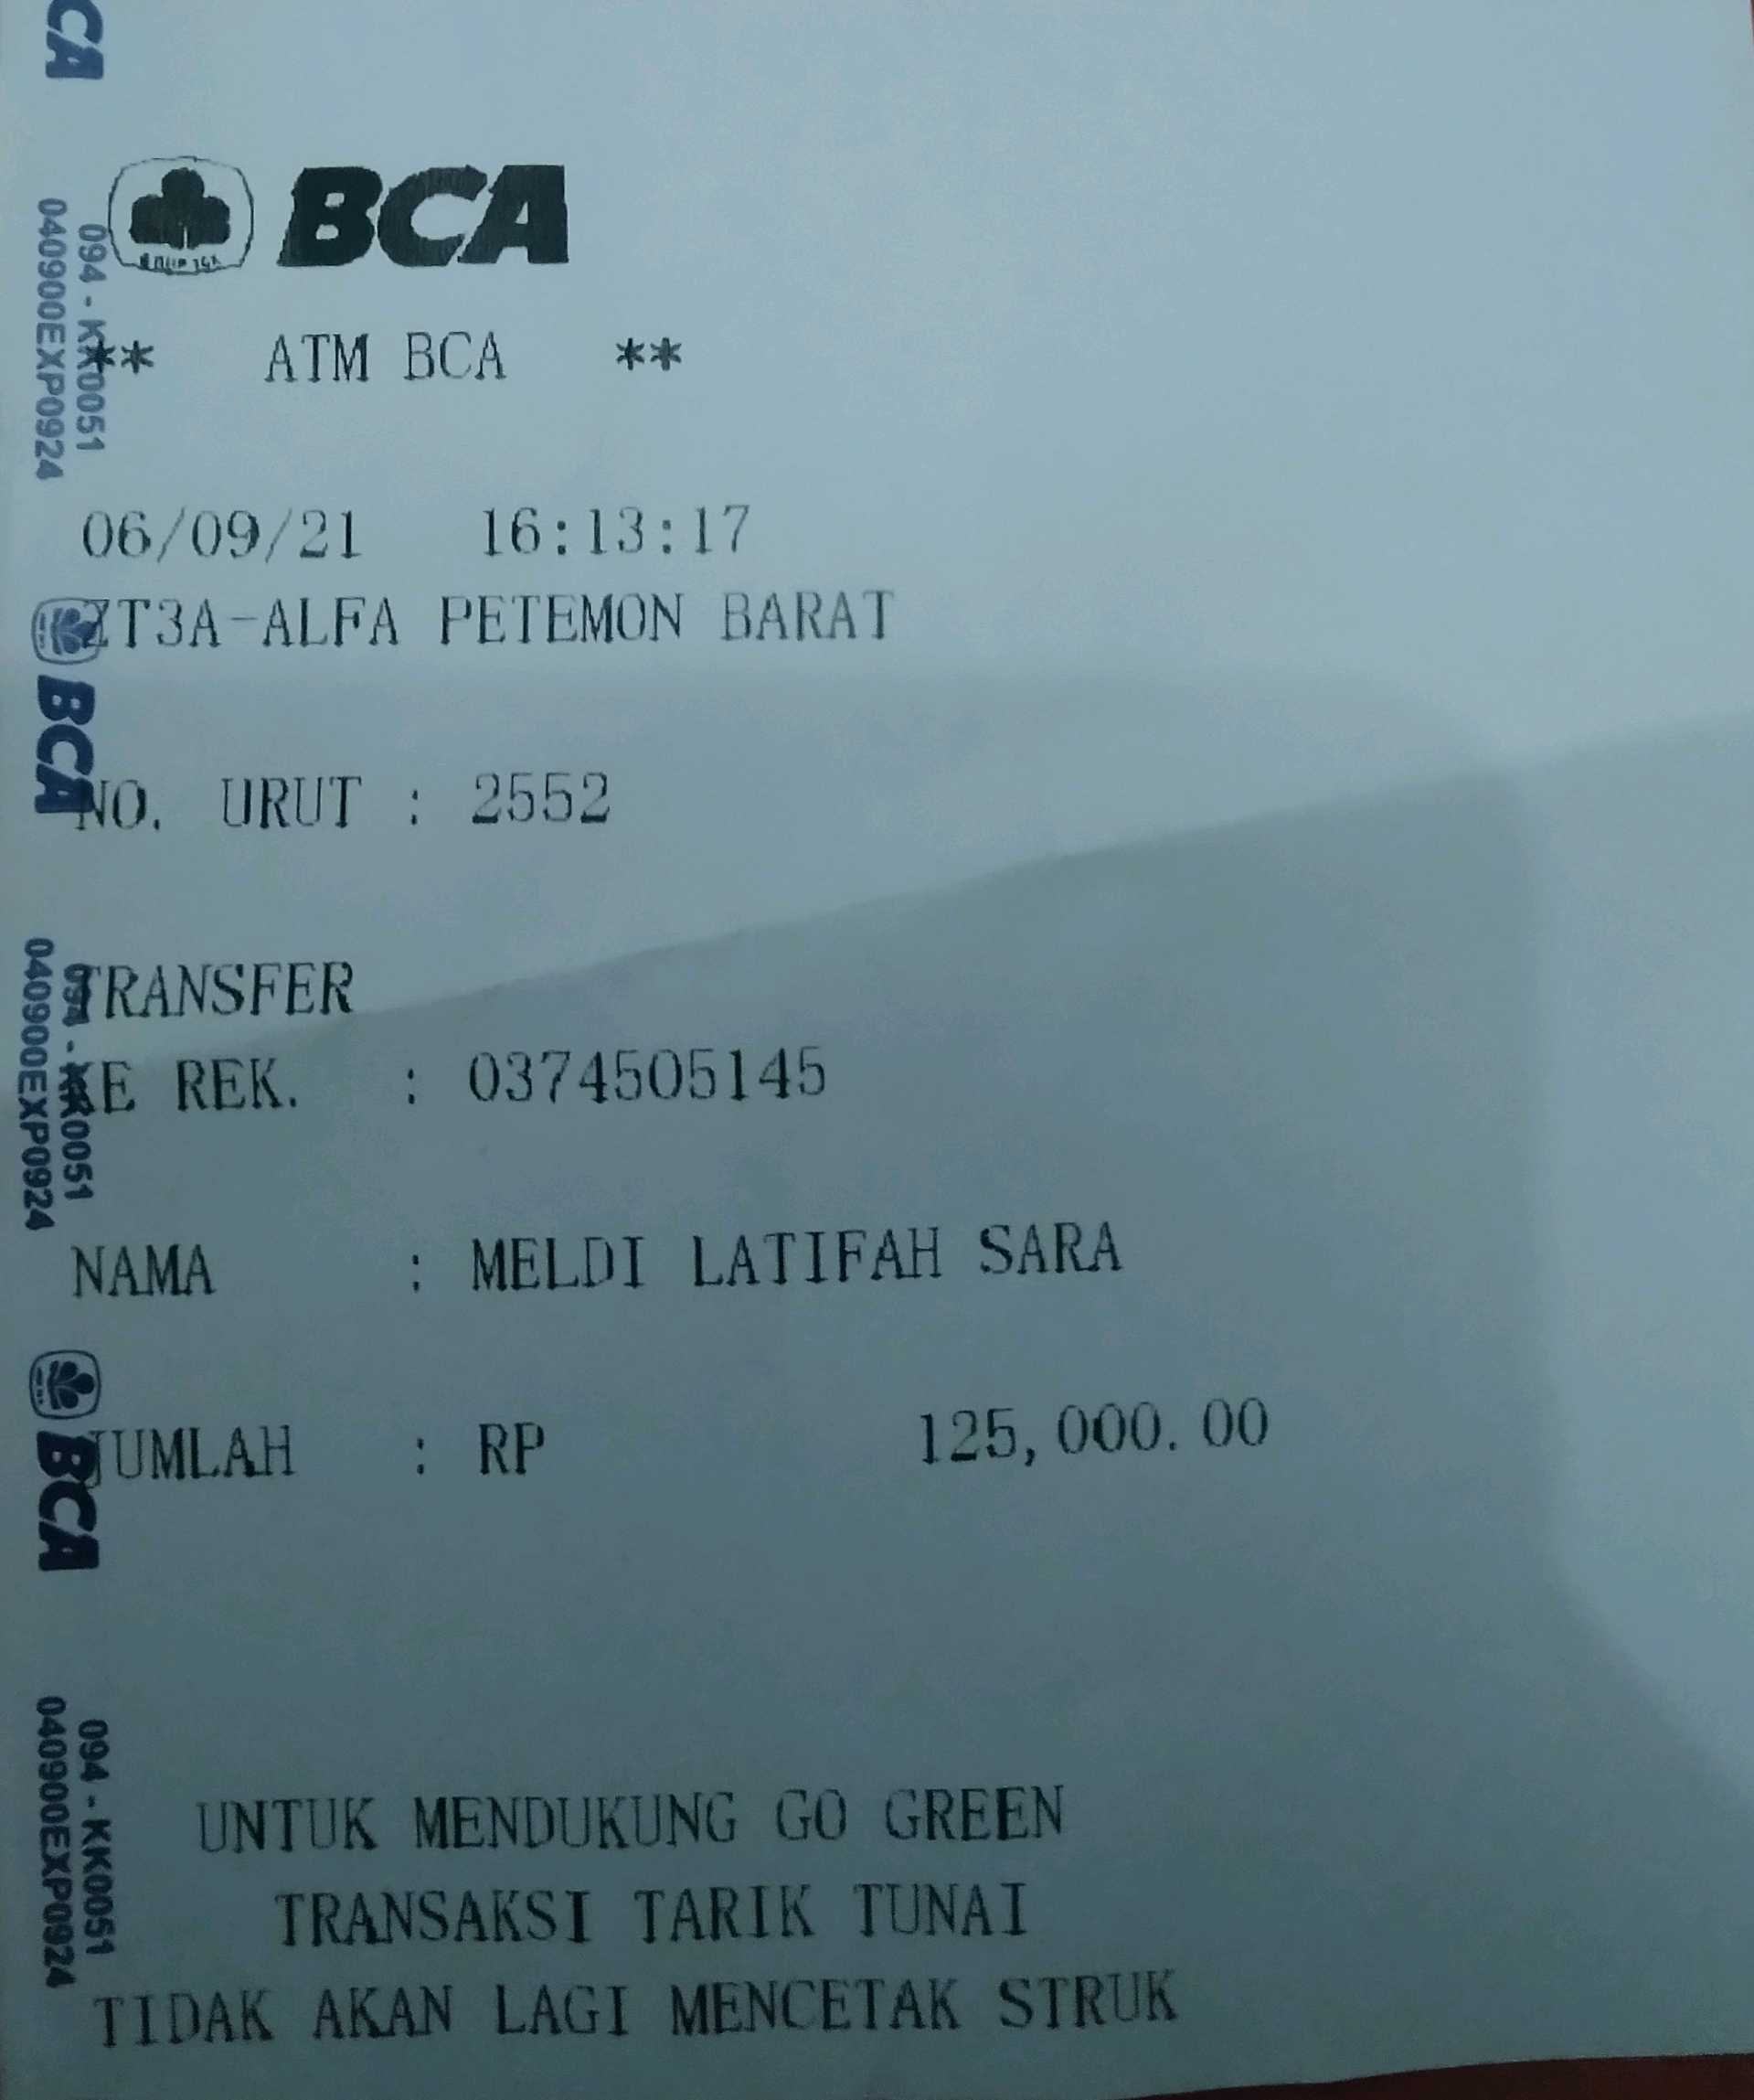 CA
BCA
** ATM BCA **
094 - KK0051
040900EXP0924
06/09/21 16:13:17
ZT3A-ALFA PETEMON BARAT
BCA
NO. URUT : 2552
TRANSFER
094 - KK0051
040900EXP0924
KE REK. : 0374505145
NAMA : MELDI LATIFAH SARA
BCA
JUMLAH : RP 125,000.00
094 - KK0051
040900EXP0924
UNTUK MENDUKUNG GO GREEN
TRANSAKSI TARIK TUNAI
TIDAK AKAN LAGI MENCETAK STRUK